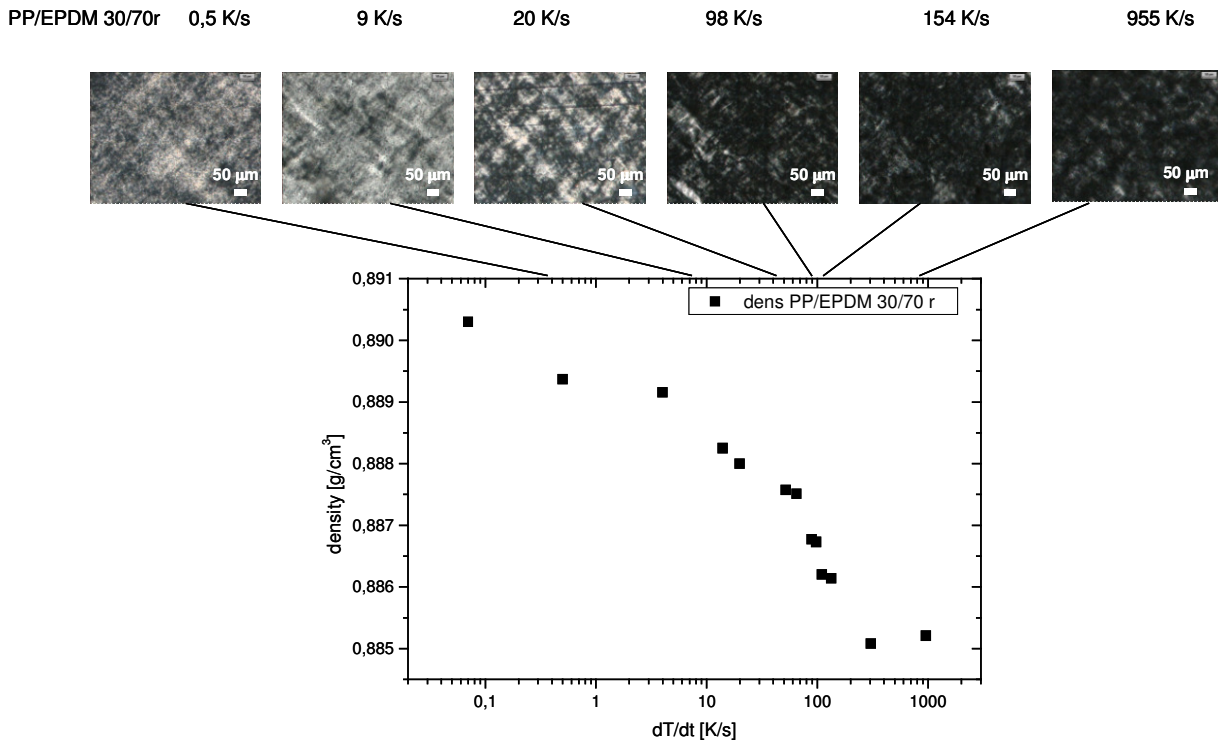 PP/EPDM 30/70r 0,5 K/s 9 K/s 20 K/s 98 K/s 154 K/s 955 K/s
50 µm 50 µm 50 µm 50 µm 50 µm 50 µm
dens PP/EPDM 30/70 r
0,891
0,890
0,889
0,888
0,887
0,886
0,885
density [g/cm³]
0,1 1 10 100 1000
dT/dt [K/s]